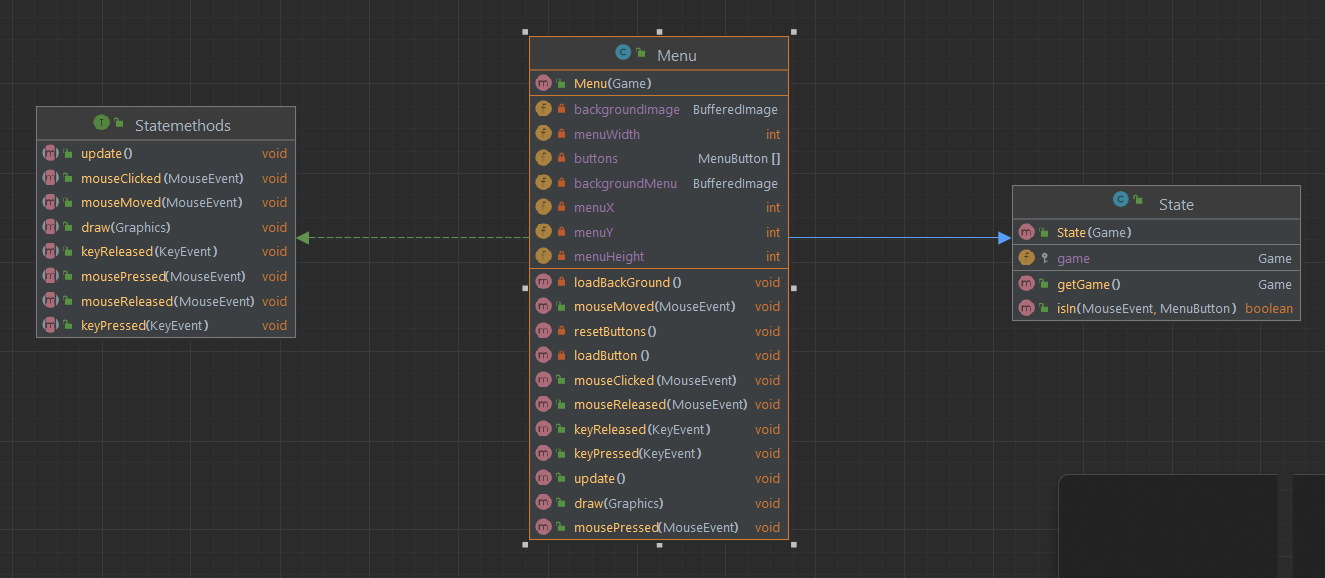 Statemethods
update() void
mouseClicked(MouseEvent) void
mouseMoved(MouseEvent) void
draw(Graphics) void
keyReleased(KeyEvent) void
mousePressed(MouseEvent) void
mouseReleased(MouseEvent) void
keyPressed(KeyEvent) void
Menu
Menu(Game)
backgroundImage BufferedImage
menuWidth int
buttons MenuButton []
backgroundMenu BufferedImage
menuX int
menuY int
menuHeight int
loadBackGround() void
mouseMoved(MouseEvent) void
resetButtons() void
loadButton() void
mouseClicked(MouseEvent) void
mouseReleased(MouseEvent) void
keyReleased(KeyEvent) void
keyPressed(KeyEvent) void
update() void
draw(Graphics) void
mousePressed(MouseEvent) void
State
State(Game)
game Game
getGame() Game
isIn(MouseEvent, MenuButton) boolean